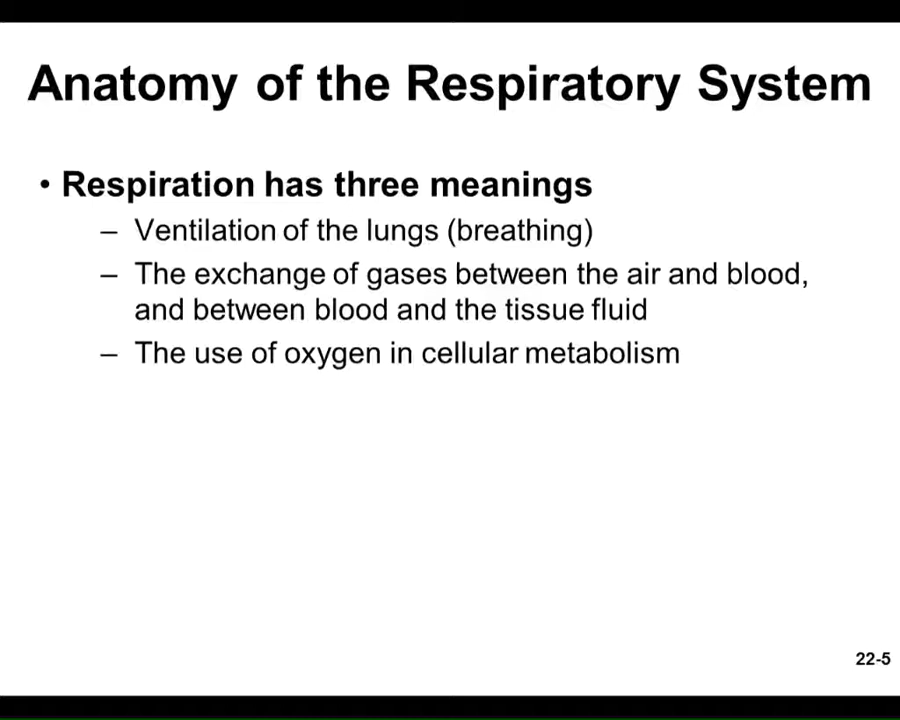 Anatomy of the Respiratory System
• Respiration has three meanings
– Ventilation of the lungs (breathing)
– The exchange of gases between the air and blood,
and between blood and the tissue fluid
– The use of oxygen in cellular metabolism
22-5